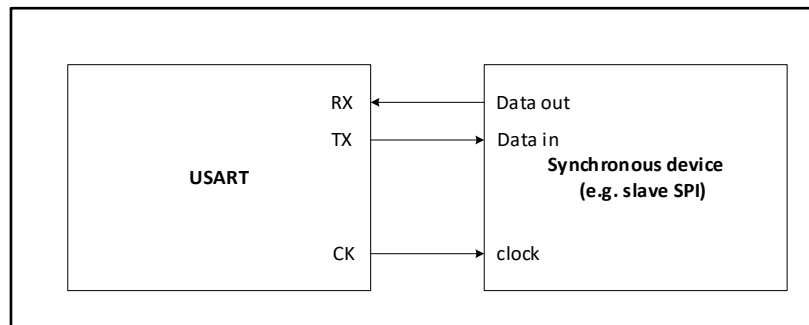 RX
Data out
TX
Data in
USART
Synchronous device
(e.g. slave SPI)
CK
clock